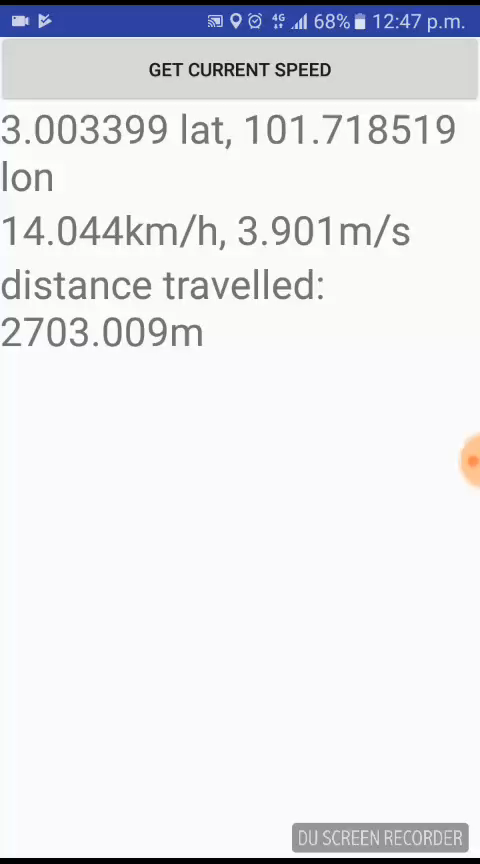 4G 68% 12:47 p.m.
GET CURRENT SPEED
3.003399 lat, 101.718519
lon
14.044km/h, 3.901m/s
distance travelled:
2703.009m
DU SCREEN RECORDER